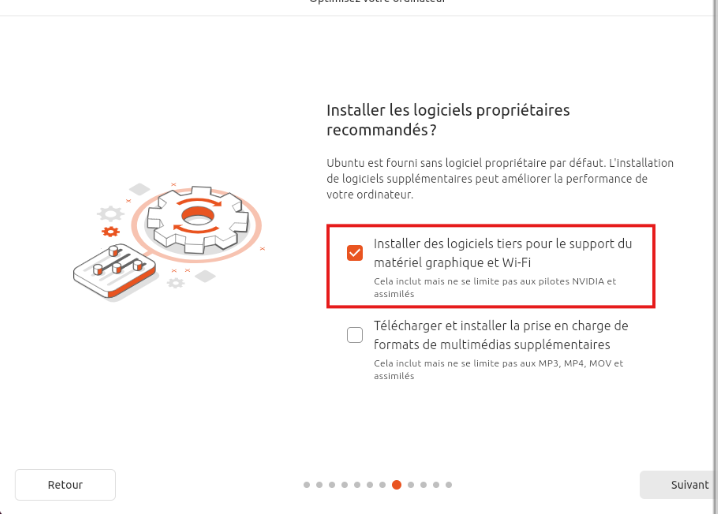 Optimisez votre ordinateur
Installer les logiciels propriétaires
recommandés ?
Ubuntu est fourni sans logiciel propriétaire par défaut. L'installation
de logiciels supplémentaires peut améliorer la performance de
votre ordinateur.
Installer des logiciels tiers pour le support du
matériel graphique et Wi-Fi
Cela inclut mais ne se limite pas aux pilotes NVIDIA et
assimilés
Télécharger et installer la prise en charge de
formats de multimédias supplémentaires
Cela inclut mais ne se limite pas aux MP3, MP4, MOV et
assimilés
Retour
Suivant